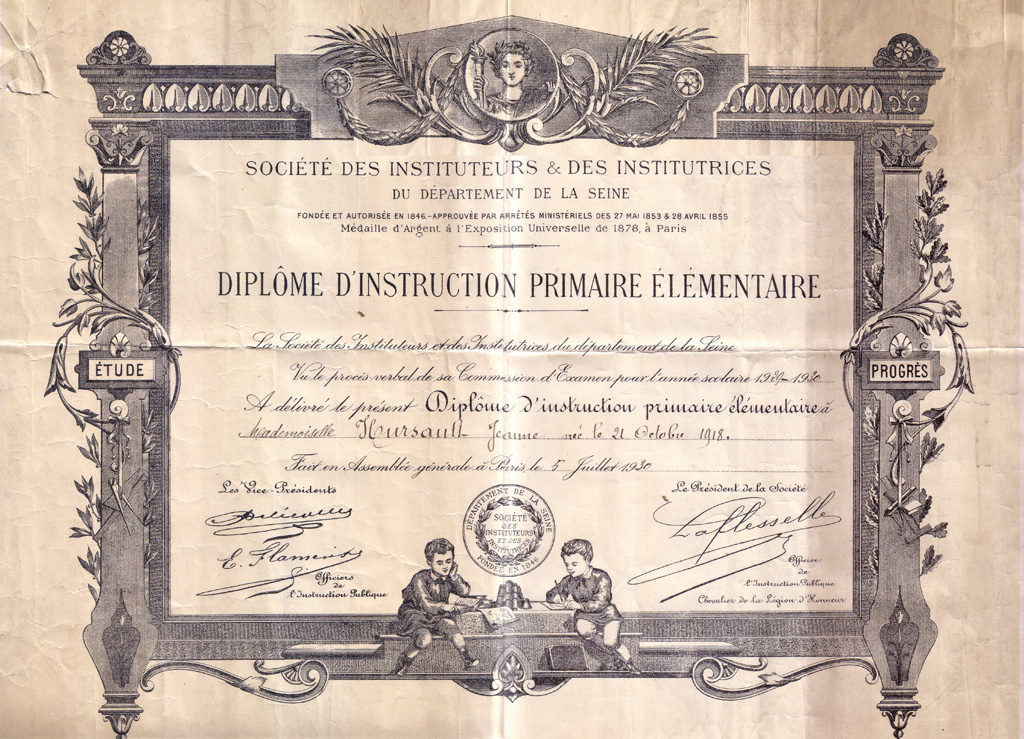 SOCIÉTÉ DES INSTITUTEURS & DES INSTITUTRICES
DU DÉPARTEMENT DE LA SEINE
FONDÉE ET AUTORISÉE EN 1846.-APPROUVÉE PAR ARRÊTÉS MINISTÉRIELS DES 27 MAI 1853 & 28 AVRIL 1855
Médaille d'Argent à l'Exposition Universelle de 1878, à Paris
DIPLÔME D'INSTRUCTION PRIMAIRE ÉLÉMENTAIRE
La Société des Instituteurs et des Institutrices du département de la Seine
ÉTUDE
PROGRÈS
Vu le procès verbal de sa Commission d'Examen pour l'année scolaire 1929-1930
A délivré le présent Diplôme d'instruction primaire élémentaire à
Mademoiselle Hursault Jeanne née le 21 Octobre 1918.
Fait en Assemblée générale à Paris, le 5 Juillet 1930
Les Vice-Présidents
Le Président de la Société
DÉPARTEMENT DE LA SEINE
SOCIÉTÉ
DES
INSTITUTEURS
ET DES
INSTITUTRICES
FONDÉE EN 1846
C. Flament
Officiers
de
l'Instruction Publique
Officier
de
l'Instruction Publique
Chevalier de la Légion d'Honneur